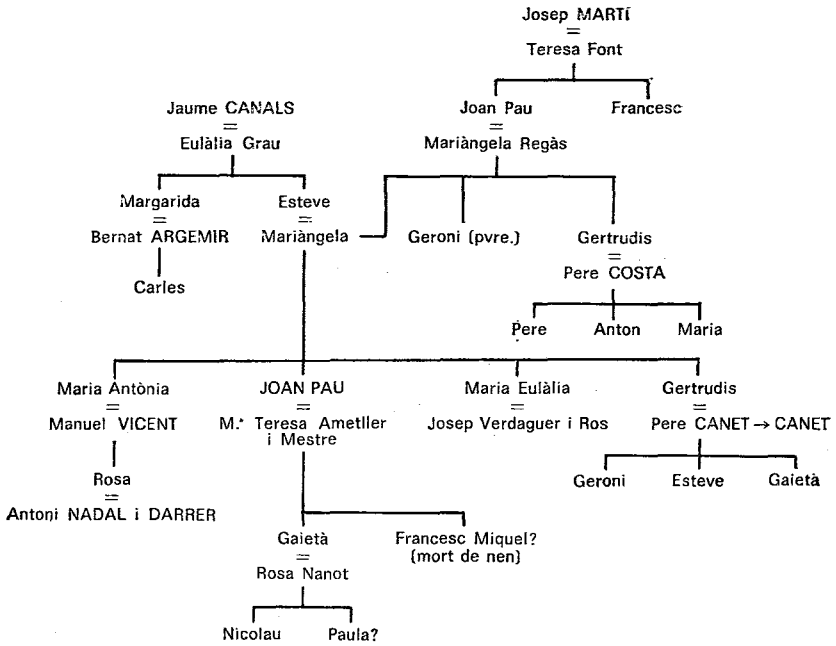 Josep MARTÍ
=
Teresa Font
Jaume CANALS
=
Eulàlia Grau
Joan Pau
=
Mariàngela Regàs
Francesc
Margarida
=
Bernat ARGEMIR
Carles
Esteve
=
Mariàngela
Geroni (pvre.)
Gertrudis
=
Pere COSTA
Pere Anton Maria
Maria Antònia
=
Manuel VICENT
JOAN PAU
=
M.ª Teresa Ametller
i Mestre
Maria Eulàlia
=
Josep Verdaguer i Ros
Gertrudis
=
Pere CANET → CANET
Rosa
=
Antoni NADAL i DARRER
Geroni Esteve Gaietà
Gaietà
=
Rosa Nanot
Francesc Miquel?
(mort de nen)
Nicolau Paula?